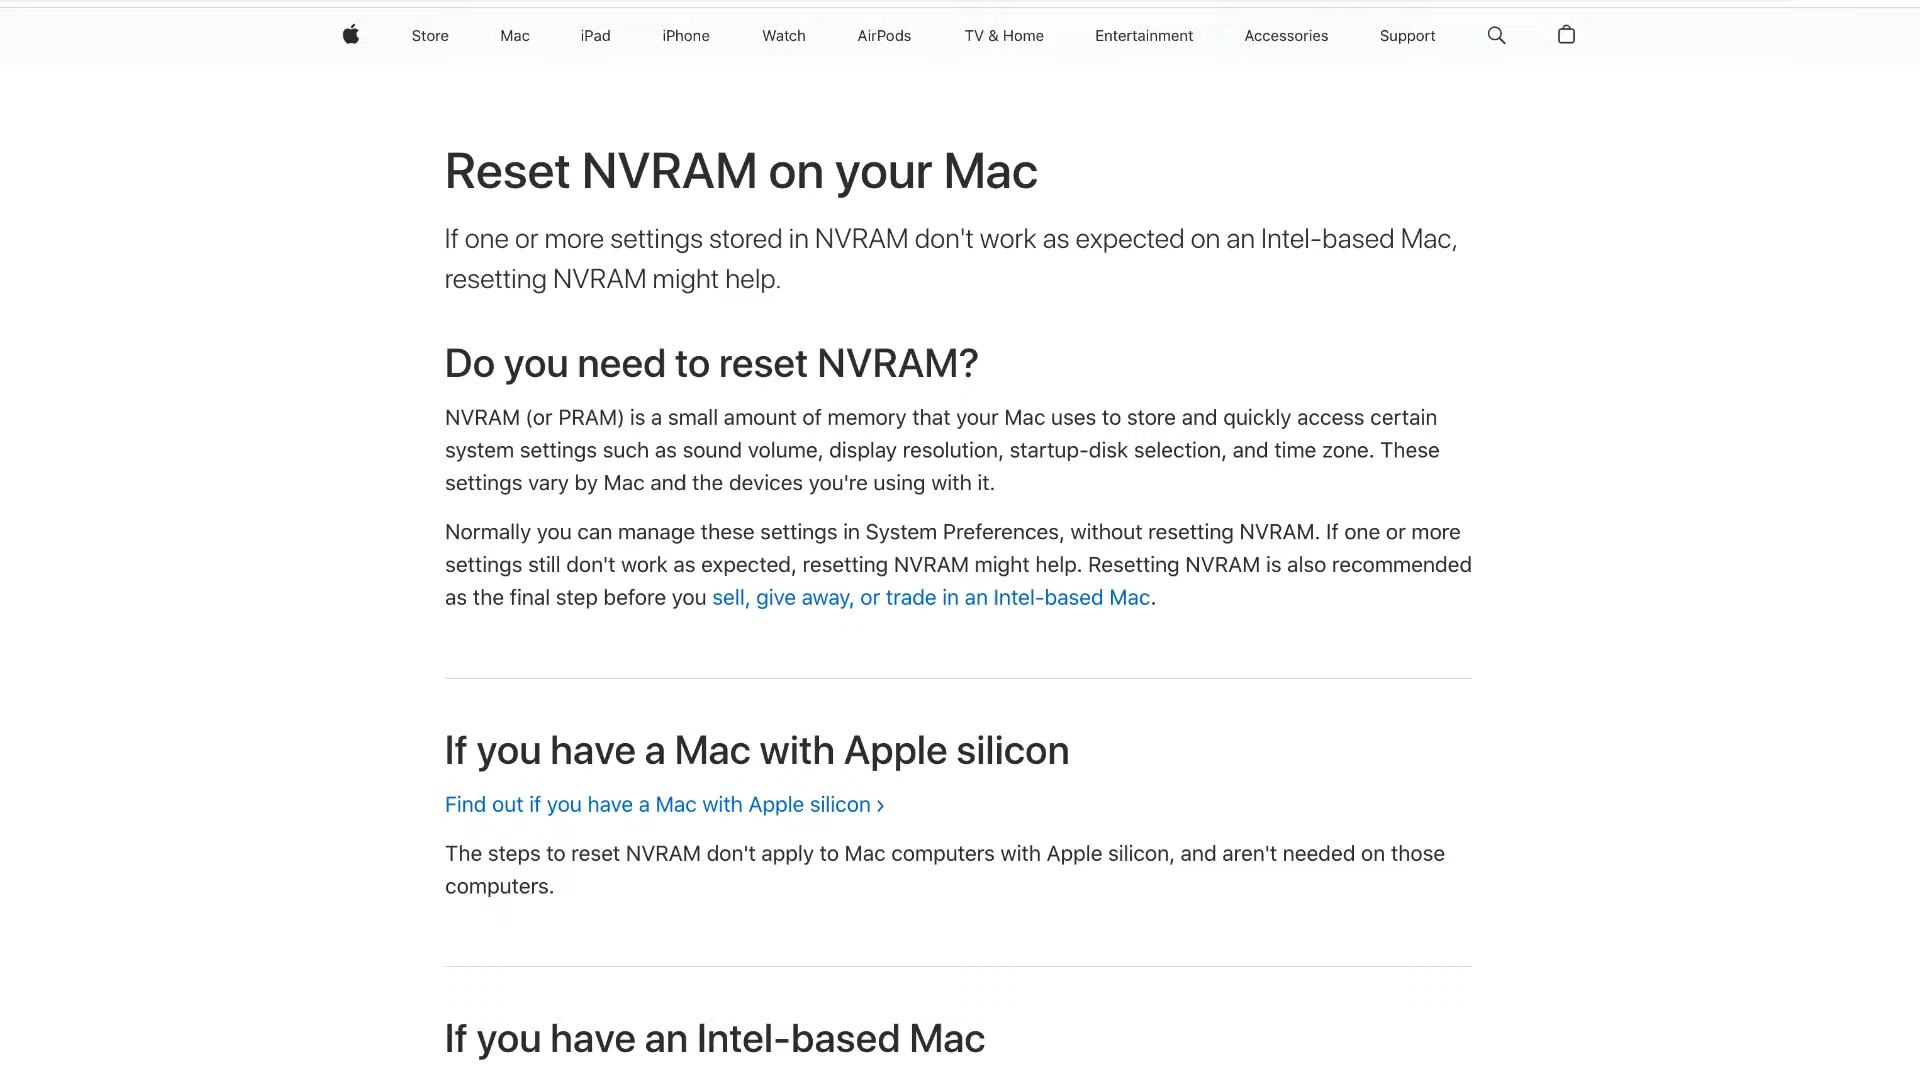 Store Mac iPad iPhone Watch AirPods TV & Home Entertainment Accessories Support
Reset NVRAM on your Mac
If one or more settings stored in NVRAM don't work as expected on an Intel-based Mac,
resetting NVRAM might help.
Do you need to reset NVRAM?
NVRAM (or PRAM) is a small amount of memory that your Mac uses to store and quickly access certain
system settings such as sound volume, display resolution, startup-disk selection, and time zone. These
settings vary by Mac and the devices you're using with it.
Normally you can manage these settings in System Preferences, without resetting NVRAM. If one or more
settings still don't work as expected, resetting NVRAM might help. Resetting NVRAM is also recommended
as the final step before you sell, give away, or trade in an Intel-based Mac.
If you have a Mac with Apple silicon
Find out if you have a Mac with Apple silicon ›
The steps to reset NVRAM don't apply to Mac computers with Apple silicon, and aren't needed on those
computers.
If you have an Intel-based Mac